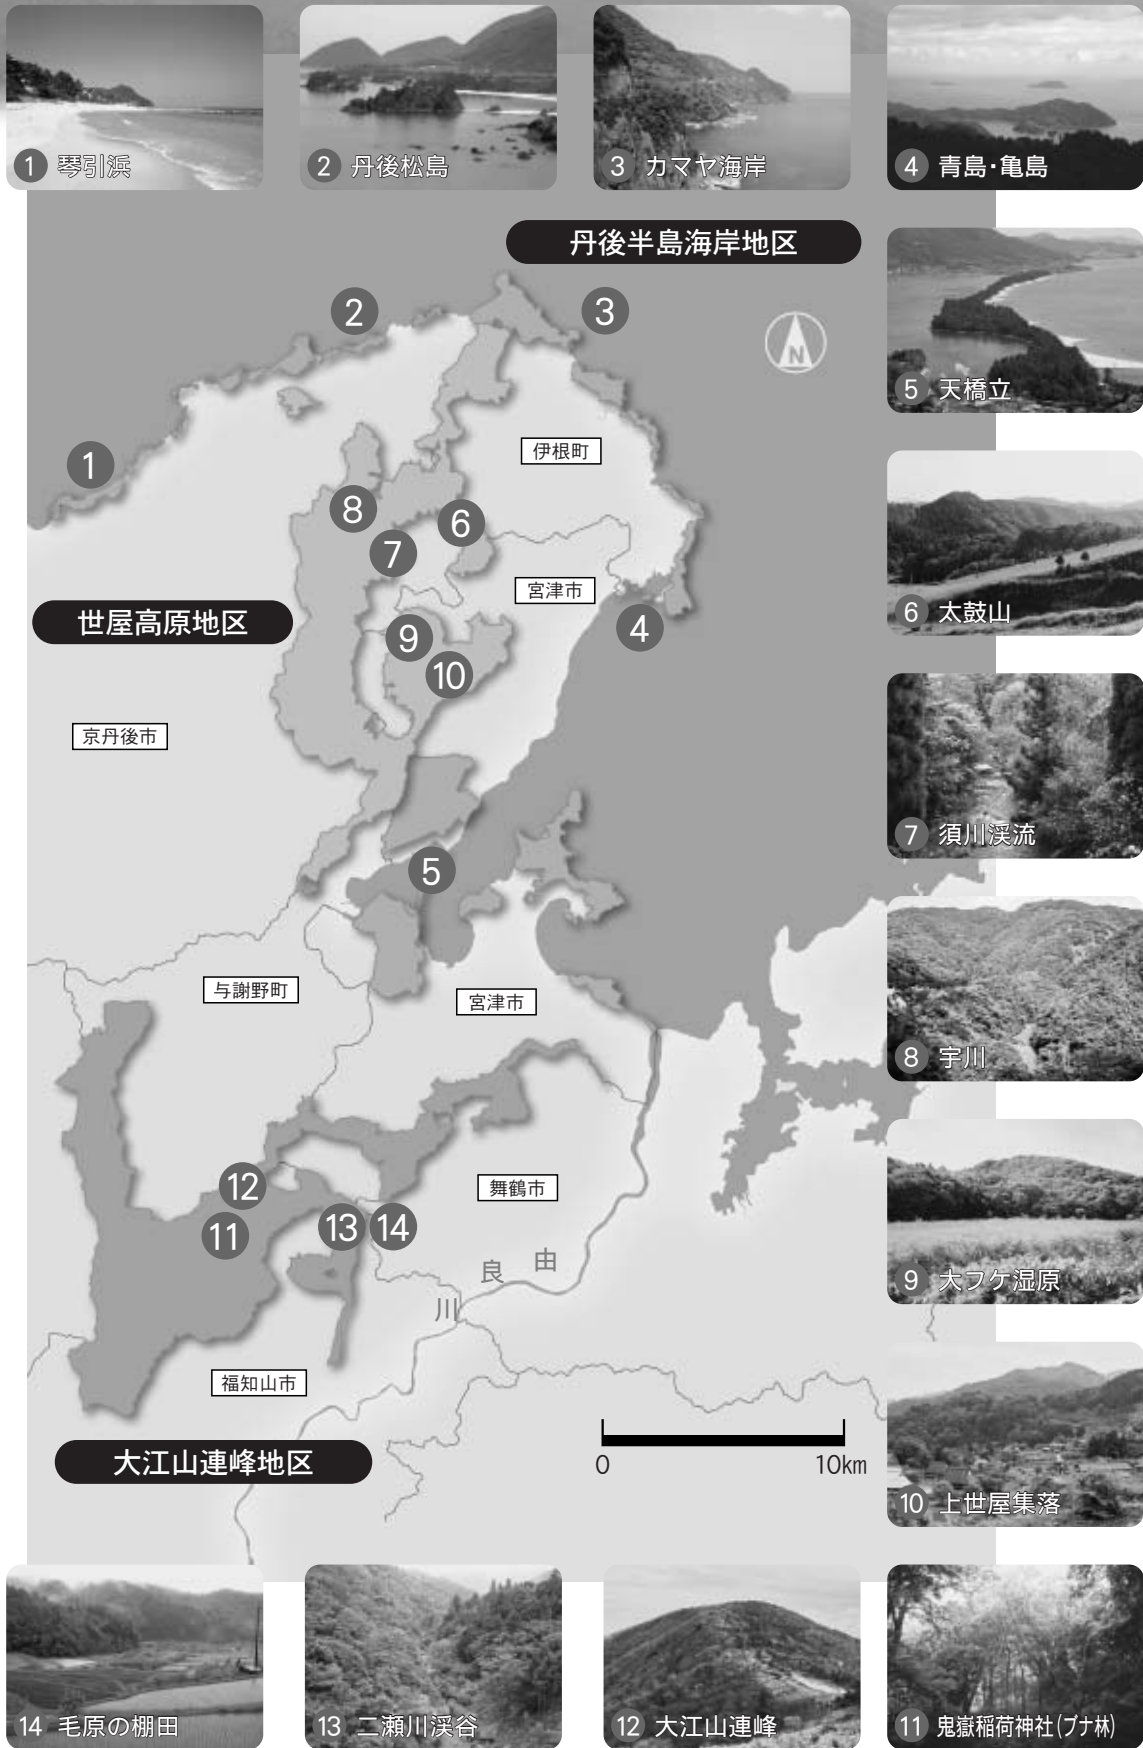 1 琴引浜
2 丹後松島
3 カマヤ海岸
4 青島・亀島
丹後半島海岸地区
2
3
N
5 天橋立
1
伊根町
8
6
7
6 太鼓山
宮津市
世屋高原地区
4
9
10
京丹後市
7 須川渓流
5
与謝野町
宮津市
8 宇川
12
舞鶴市
11
13
14
由
良
川
9 大フケ湿原
福知山市
大江山連峰地区
0
10km
10 上世屋集落
14 毛原の棚田
13 二瀬川渓谷
12 大江山連峰
11 鬼嶽稲荷神社(ブナ林)